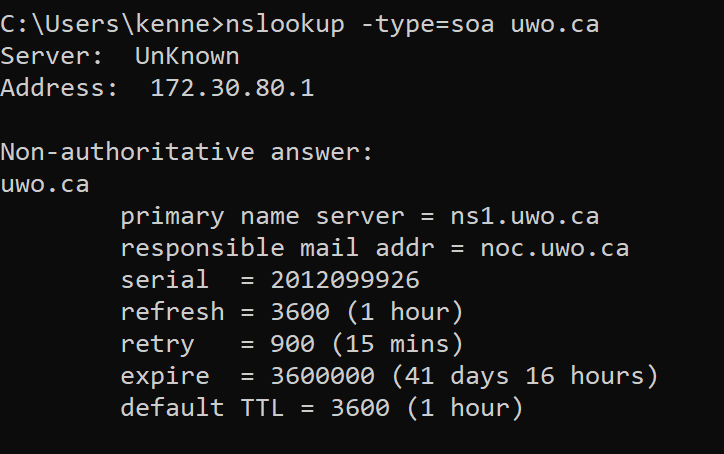 C:\Users\kenne>nslookup -type=soa uwo.ca
Server:  UnKnown
Address:  172.30.80.1

Non-authoritative answer:
uwo.ca
        primary name server = ns1.uwo.ca
        responsible mail addr = noc.uwo.ca
        serial  = 2012099926
        refresh = 3600 (1 hour)
        retry   = 900 (15 mins)
        expire  = 3600000 (41 days 16 hours)
        default TTL = 3600 (1 hour)